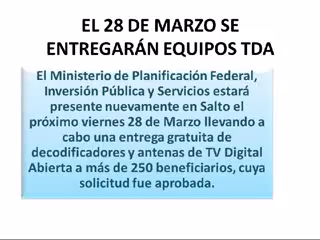 EL 28 DE MARZO SE
ENTREGARÁN EQUIPOS TDA
El Ministerio de Planificación Federal,
Inversión Pública y Servicios estará
presente nuevamente en Salto el
próximo viernes 28 de Marzo llevando a
cabo una entrega gratuita de
decodificadores y antenas de TV Digital
Abierta a más de 250 beneficiarios, cuya
solicitud fue aprobada.